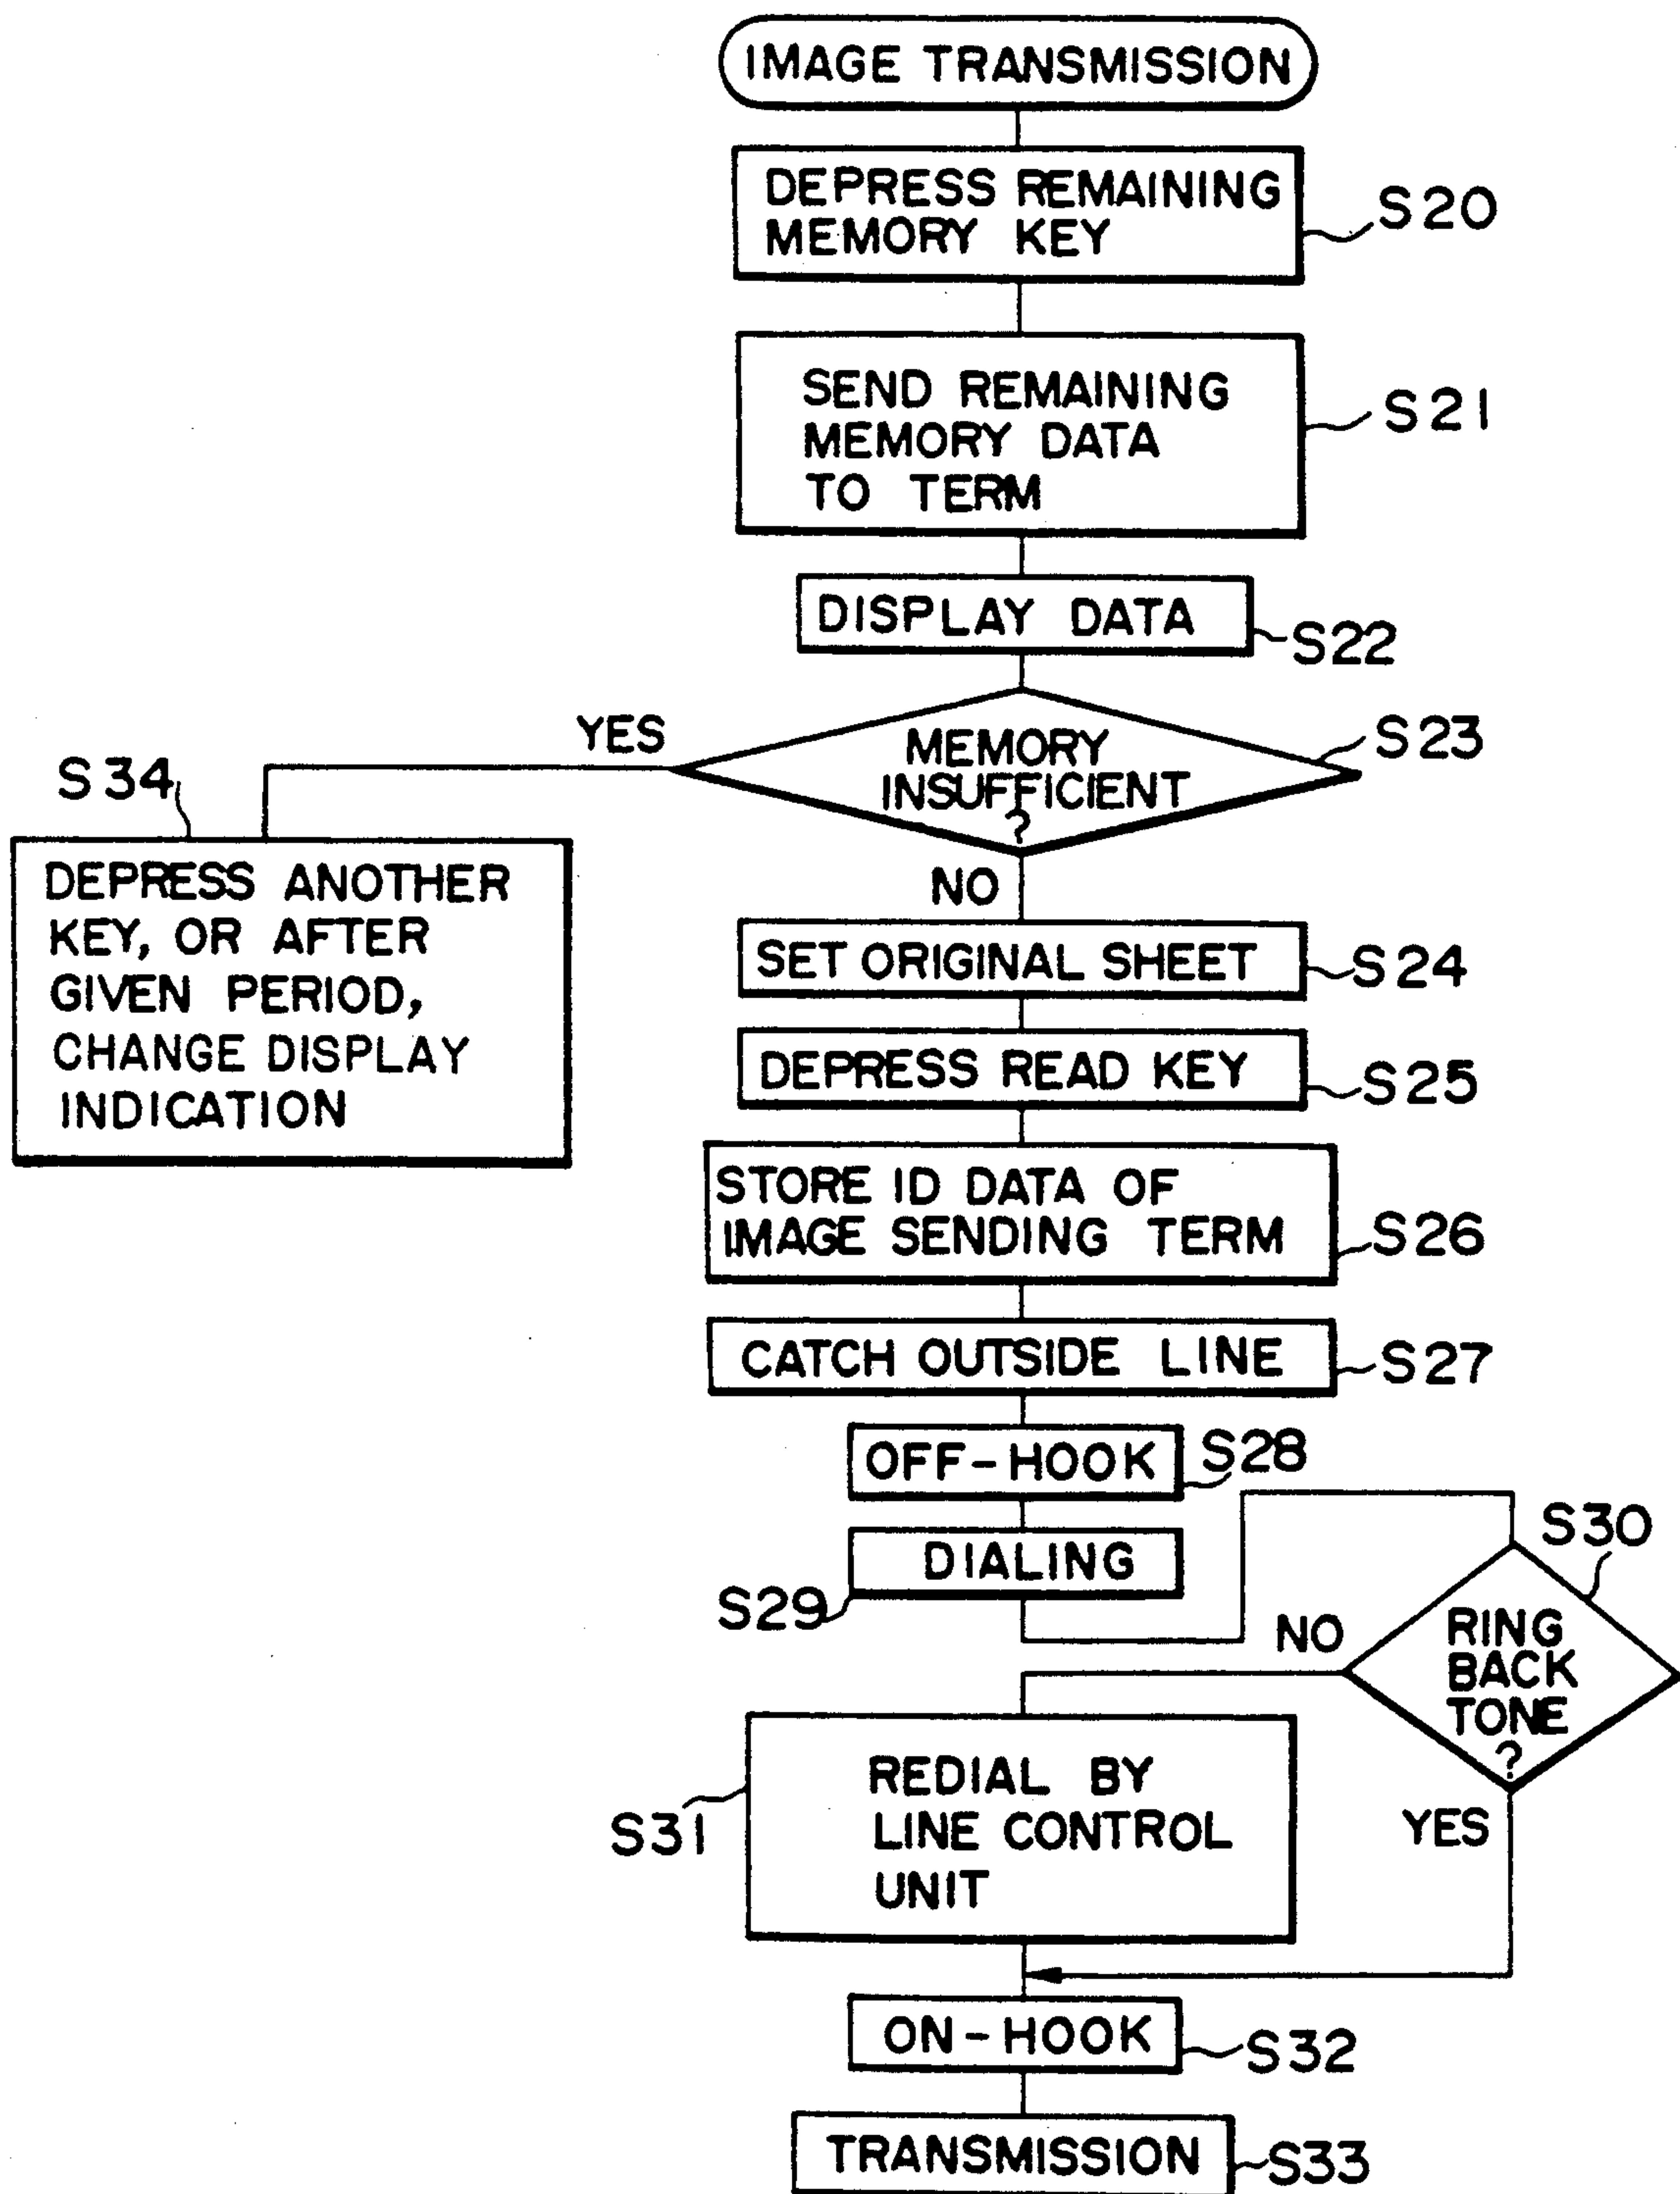 IMAGE TRANSMISSION
DEPRESS REMAINING
MEMORY KEY
S20
SEND REMAINING
MEMORY DATA
TO TERM
S21
DISPLAY DATA
S22
MEMORY
INSUFFICIENT
?
S23
YES
NO
S34
DEPRESS ANOTHER
KEY, OR AFTER
GIVEN PERIOD,
CHANGE DISPLAY
INDICATION
SET ORIGINAL SHEET
S24
DEPRESS READ KEY
S25
STORE ID DATA OF
IMAGE SENDING TERM
S26
CATCH OUTSIDE LINE
S27
OFF-HOOK
S28
DIALING
S29
S30
RING
BACK
TONE
?
NO
YES
REDIAL BY
LINE CONTROL
UNIT
S31
ON-HOOK
S32
TRANSMISSION
S33